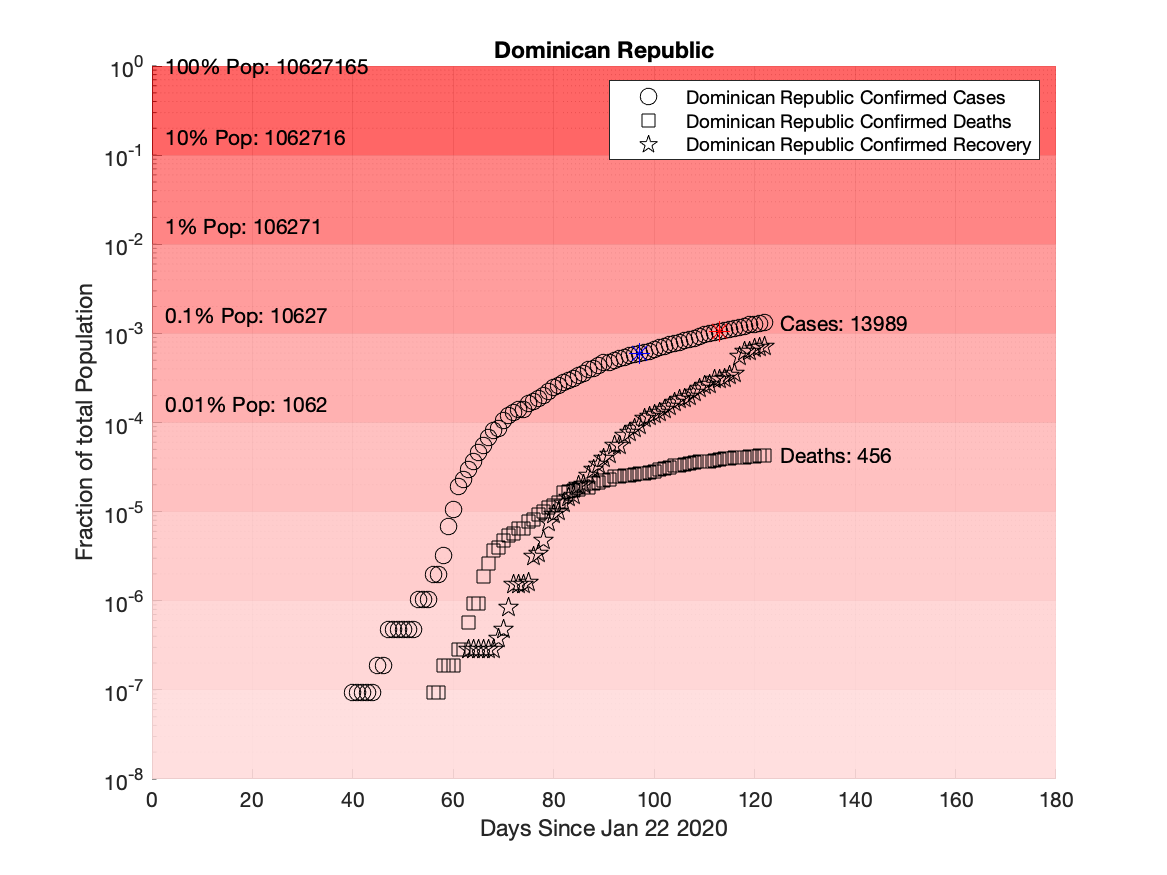 Dominican Republic
Dominican Republic Confirmed Cases
Dominican Republic Confirmed Deaths
Dominican Republic Confirmed Recovery
100% Pop: 10627165
10% Pop: 1062716
1% Pop: 106271
0.1% Pop: 10627
0.01% Pop: 1062
Cases: 13989
Deaths: 456
Fraction of total Population
10^0
10^-1
10^-2
10^-3
10^-4
10^-5
10^-6
10^-7
10^-8
0 20 40 60 80 100 120 140 160 180
Days Since Jan 22 2020